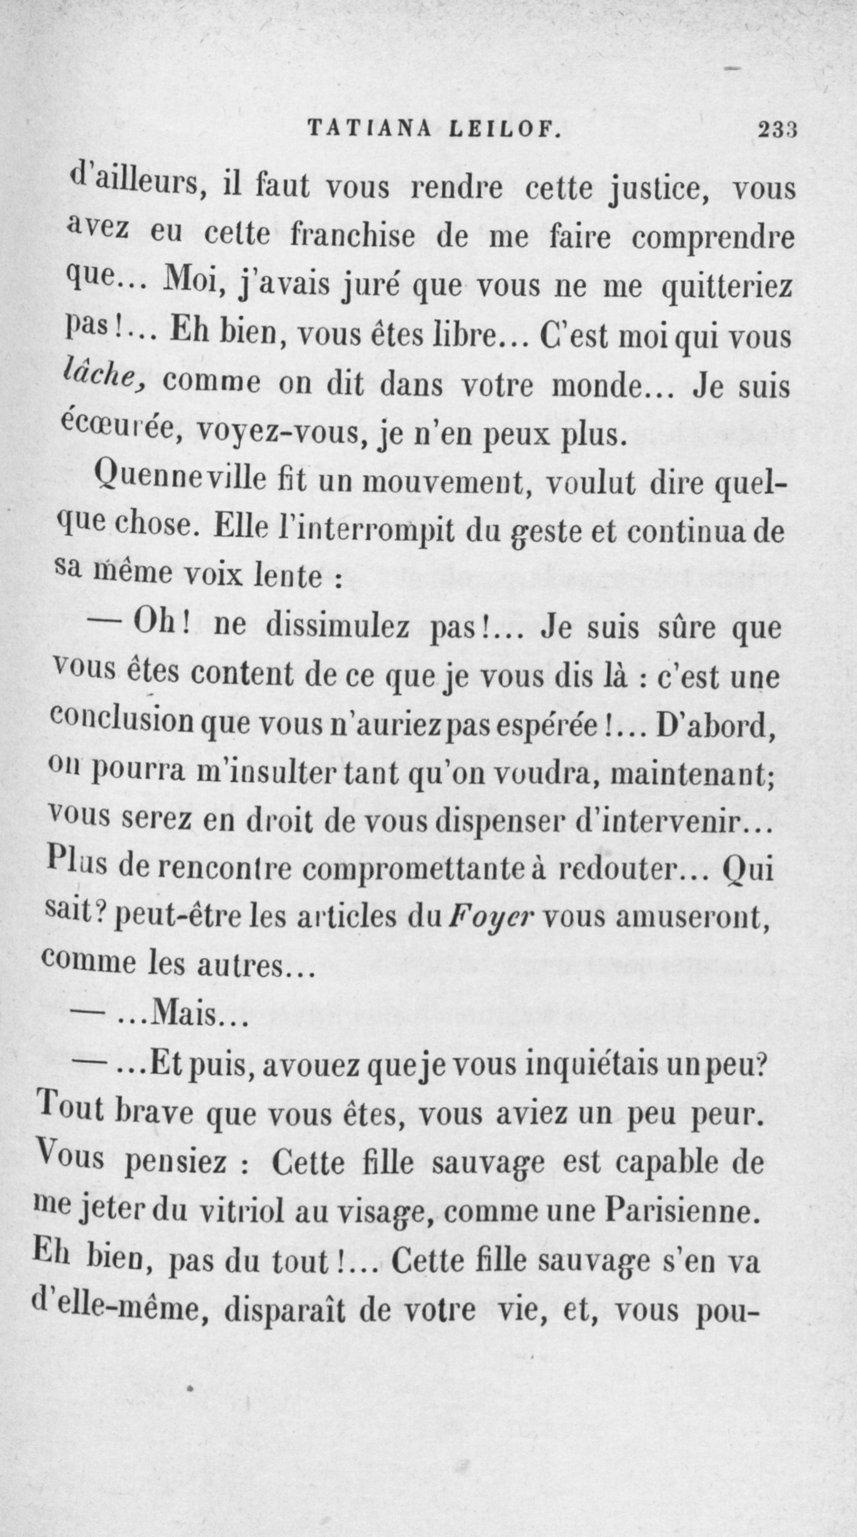 TATIANA LEILOF. 233
d'ailleurs, il faut vous rendre cette justice, vous
avez eu cette franchise de me faire comprendre
que... Moi, j'avais juré que vous ne me quitteriez
pas!... Eh bien, vous êtes libre... C'est moi qui vous
lâche, comme on dit dans votre monde... Je suis
écœurée, voyez-vous, je n'en peux plus.
Quenneville fit un mouvement, voulut dire quel-
que chose. Elle l'interrompit du geste et continua de
sa même voix lente :
— Oh! ne dissimulez pas!... Je suis sûre que
vous êtes content de ce que je vous dis là : c'est une
conclusion que vous n'auriez pas espérée!... D'abord,
on pourra m'insulter tant qu'on voudra, maintenant;
vous serez en droit de vous dispenser d'intervenir...
Plus de rencontre compromettante à redouter... Qui
sait? peut-être les articles du Foyer vous amuseront,
comme les autres...
— ...Mais...
— ...Et puis, avouez que je vous inquiétais un peu?
Tout brave que vous êtes, vous aviez un peu peur.
Vous pensiez : Cette fille sauvage est capable de
me jeter du vitriol au visage, comme une Parisienne.
Eh bien, pas du tout!... Cette fille sauvage s'en va
d'elle-même, disparaît de votre vie, et, vous pou-